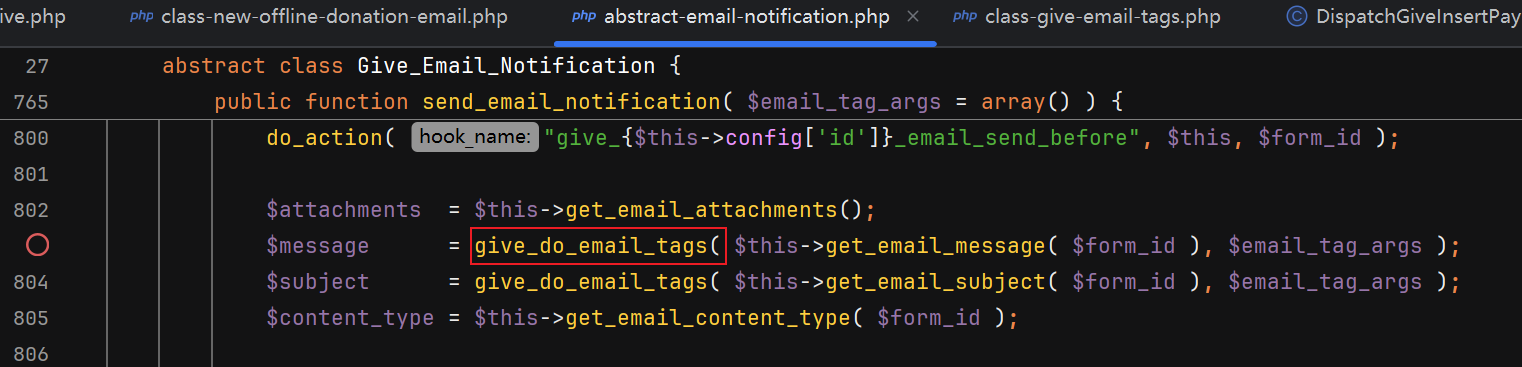 ive.php php class-new-offline-donation-email.php php abstract-email-notification.php × php class-give-email-tags.php C DispatchGiveInsertPay
27 abstract class Give_Email_Notification {
765 public function send_email_notification( $email_tag_args = array() ) {
800 do_action( hook_name: "give_{$this->config['id']}_email_send_before", $this, $form_id );
801
802 $attachments = $this->get_email_attachments();
$message = give_do_email_tags( $this->get_email_message( $form_id ), $email_tag_args );
804 $subject = give_do_email_tags( $this->get_email_subject( $form_id ), $email_tag_args );
805 $content_type = $this->get_email_content_type( $form_id );
806